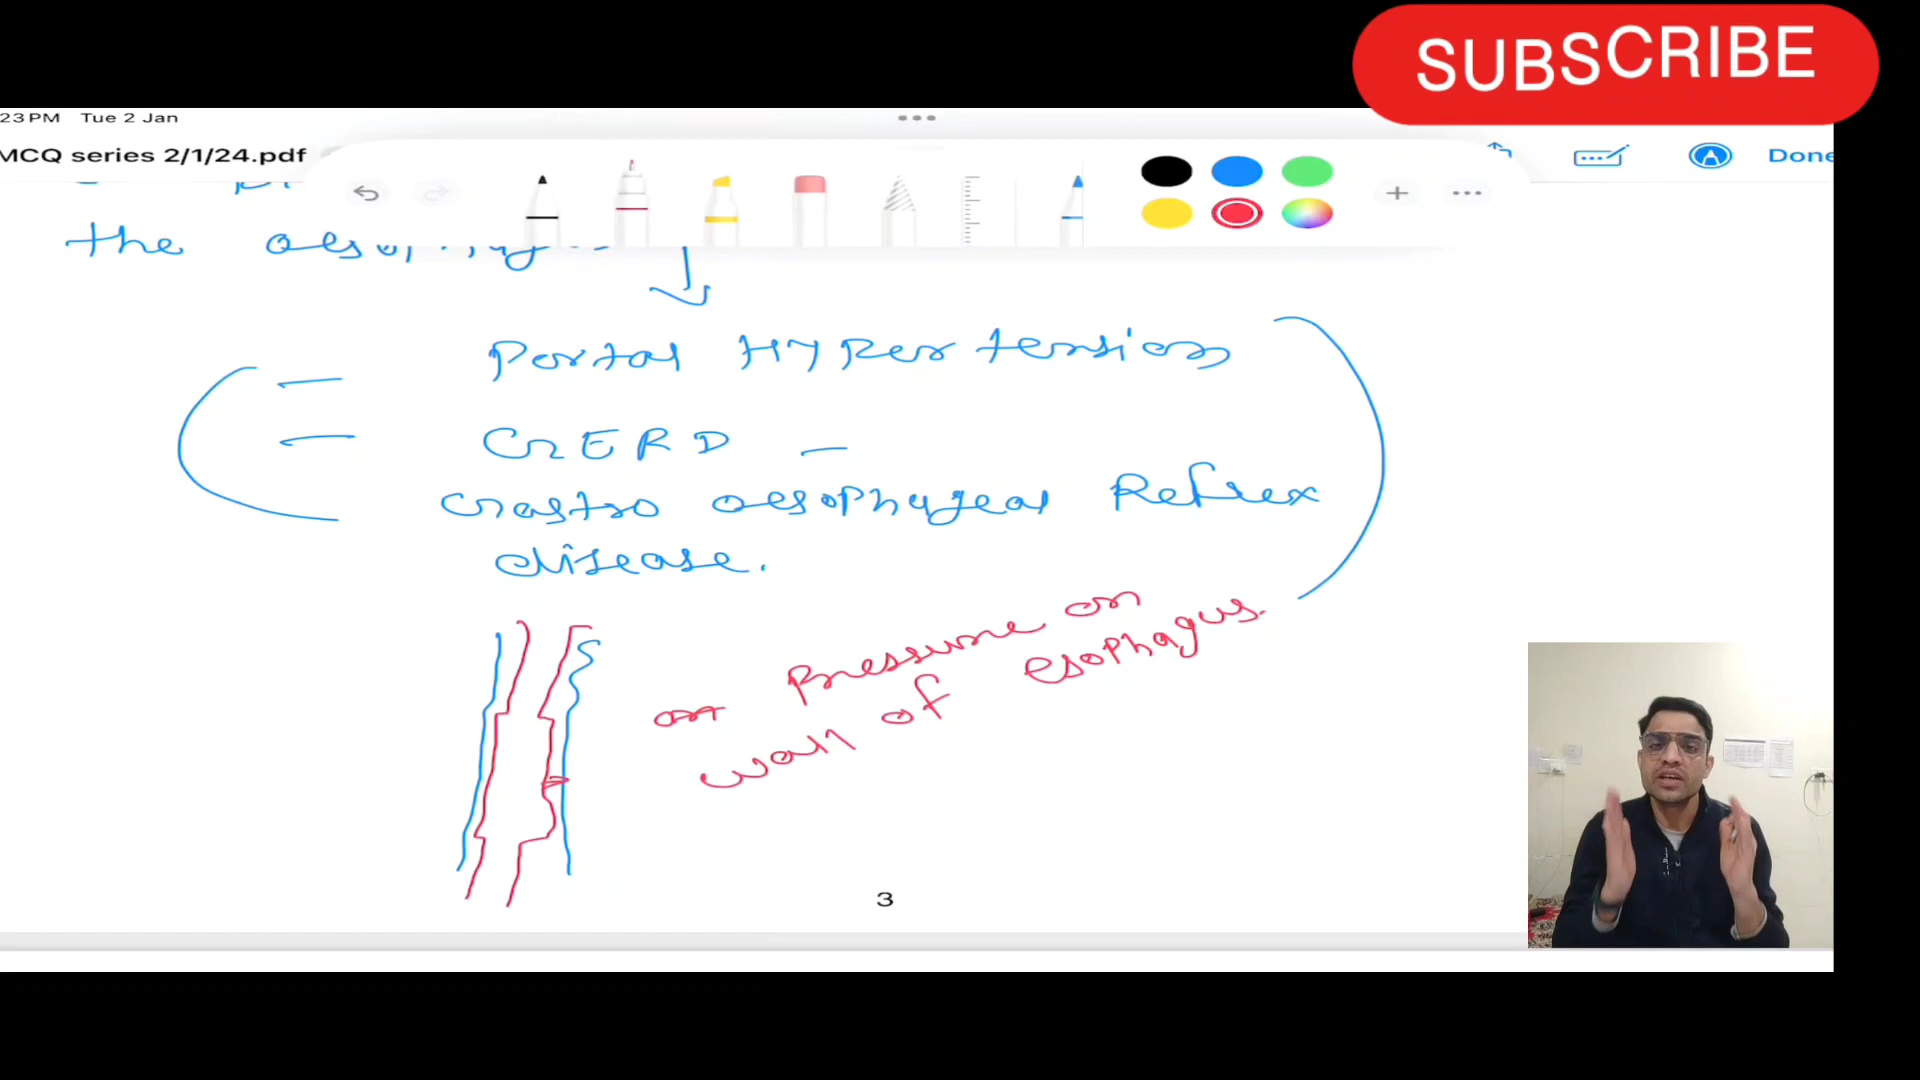 SUBSCRIBE
23 PM Tue 2 Jan
MCQ series 2/1/24.pdf
Done
the
Portal Hypertension
GERD -
Gastro oesophageal Reflex
disease.
Pressure on
wall of esophagus.
3